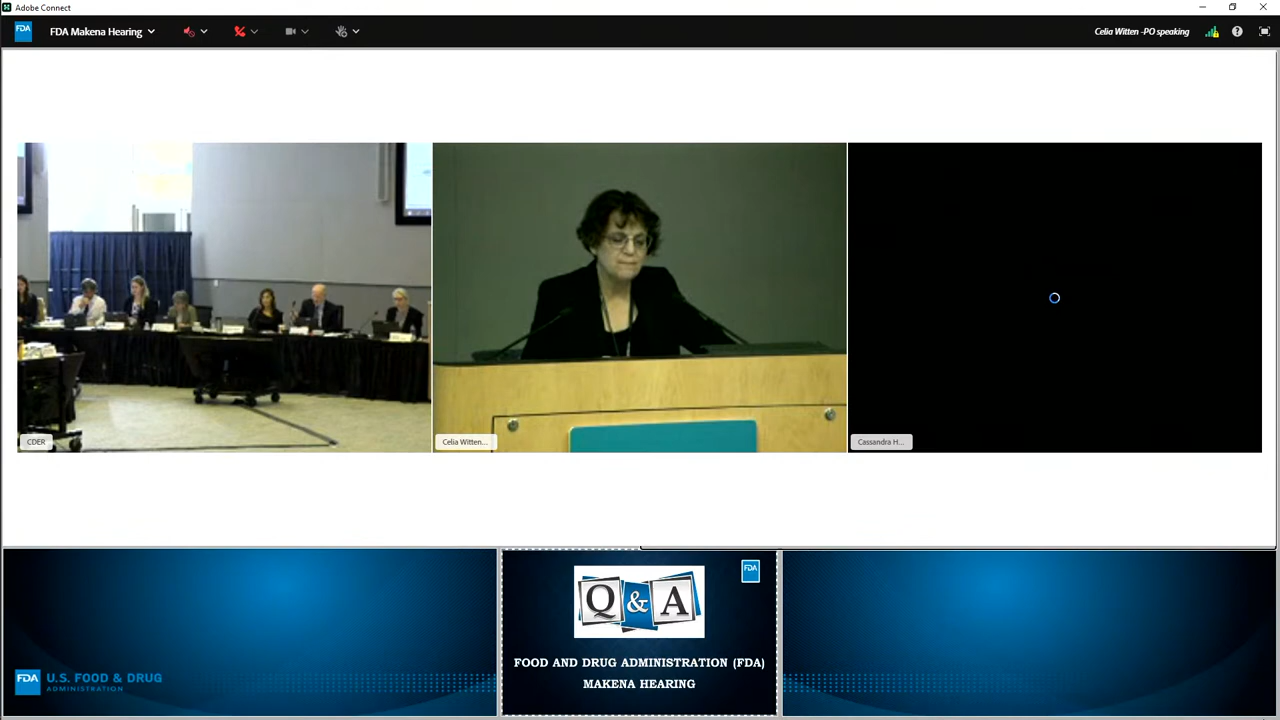 Adobe Connect
FDA
FDA Makena Hearing
Celia Witten -PO speaking
CDER
Celia Witten...
Cassandra H...
FDA
Q & A
FOOD AND DRUG ADMINISTRATION (FDA)
MAKENA HEARING
FDA
U.S. FOOD & DRUG
ADMINISTRATION